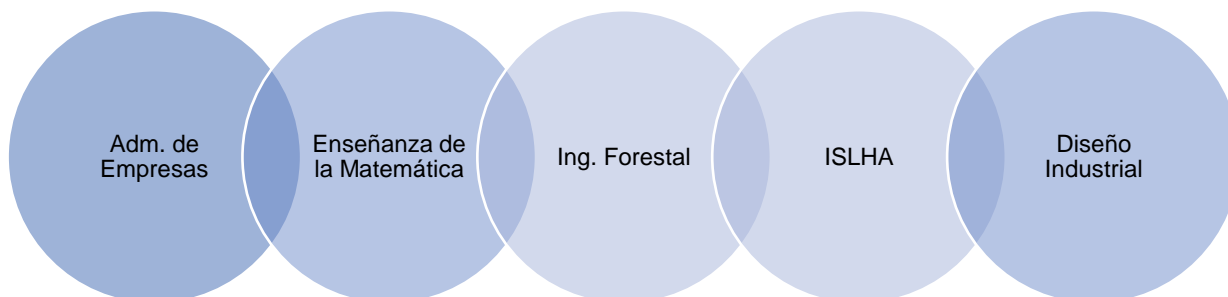 Adm. de
Empresas
Enseñanza de
la Matemática
Ing. Forestal
ISLHA
Diseño
Industrial